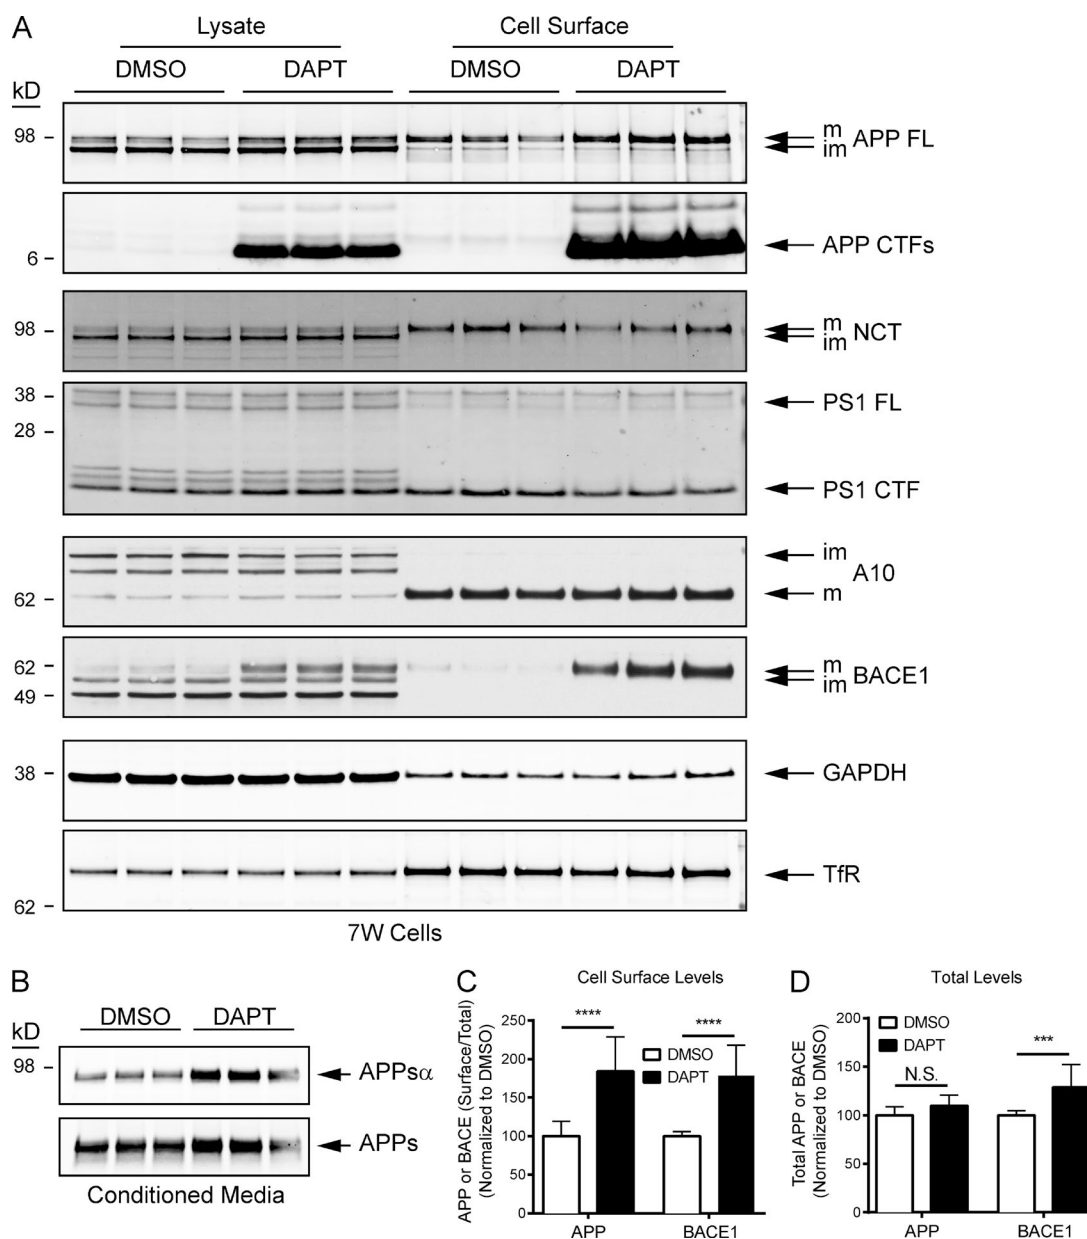 A
Lysate Cell Surface
DMSO DAPT DMSO DAPT
kD
98 – m APP FL
im
6 – APP CTFs
98 – m NCT
im
38 – PS1 FL
28 –
PS1 CTF
im
A10
62 – m
62 – m BACE1
49 – im
38 – GAPDH
TfR
62 –
7W Cells
B
DMSO DAPT
kD
98 – APPsα
APPs
Conditioned Media
C
Cell Surface Levels
APP or BACE (Surface/Total)
(Normalized to DMSO)
250
200
150
100
50
0
**** ****
DMSO
DAPT
APP BACE1
D
Total Levels
Total APP or BACE
(Normalized to DMSO)
200
150
100
50
0
DMSO
DAPT
N.S. ***
APP BACE1